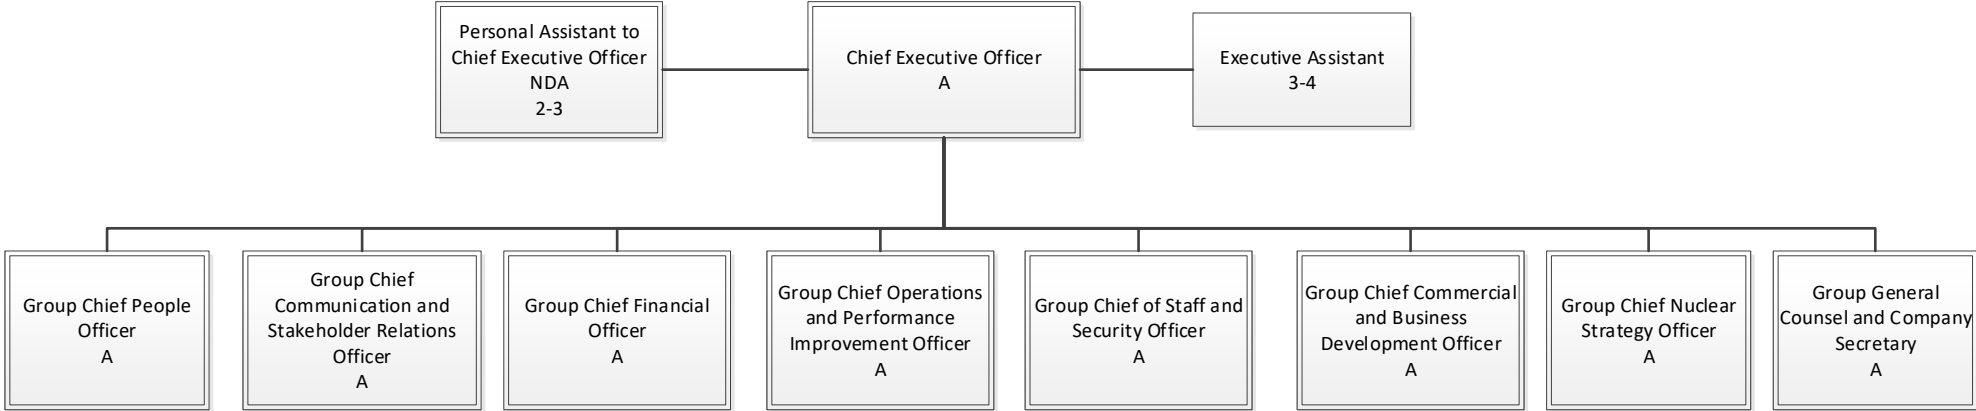 Personal Assistant to
Chief Executive Officer
NDA
2-3
Chief Executive Officer
A
Executive Assistant
3-4
Group Chief People
Officer
A
Group Chief
Communication and
Stakeholder Relations
Officer
A
Group Chief Financial
Officer
A
Group Chief Operations
and Performance
Improvement Officer
A
Group Chief of Staff and
Security Officer
A
Group Chief Commercial
and Business
Development Officer
A
Group Chief Nuclear
Strategy Officer
A
Group General
Counsel and Company
Secretary
A